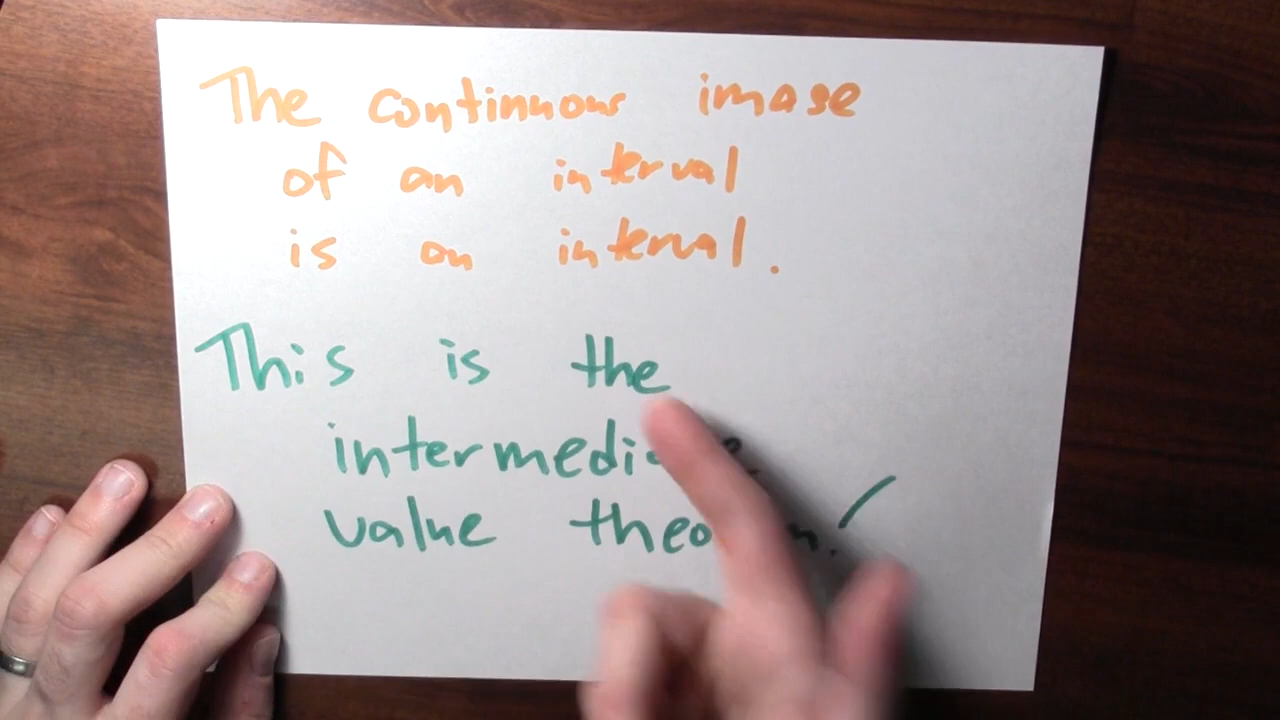 The continuous image
of an interval
is an interval.
This is the
value